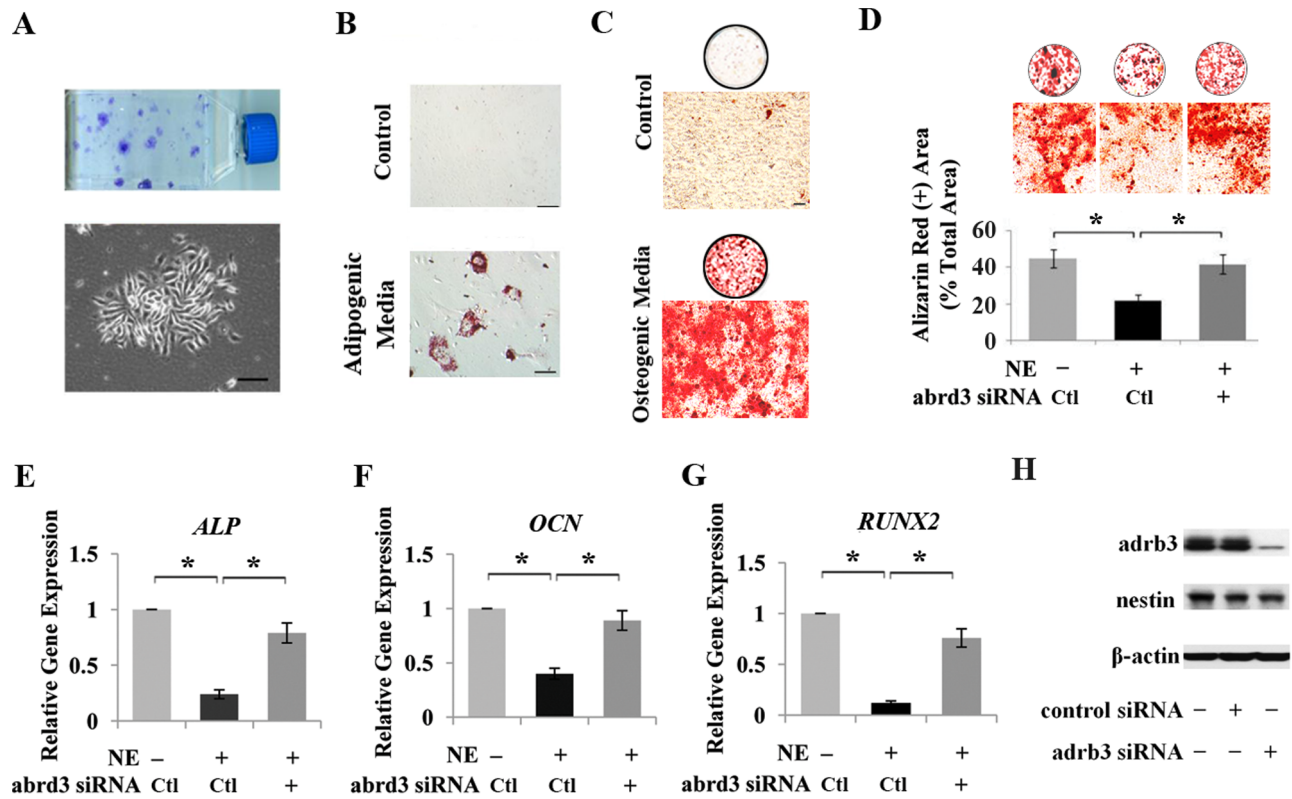 A
B
Control
Adipogenic
Media
C
Control
Osteogenic Media
D
Alizarin Red (+) Area
(% Total Area)
60
40
20
0
* *
NE – + +
abrd3 siRNA Ctl Ctl +
E
ALP
Relative Gene Expression
1.5
1
0.5
0
* *
NE – + +
abrd3 siRNA Ctl Ctl +
F
OCN
Relative Gene Expression
1.5
1
0.5
0
* *
NE – + +
abrd3 siRNA Ctl Ctl +
G
RUNX2
Relative Gene Expression
1.5
1
0.5
0
* *
NE – + +
abrd3 siRNA Ctl Ctl +
H
adrb3
nestin
β-actin
control siRNA – + –
adrb3 siRNA – – +